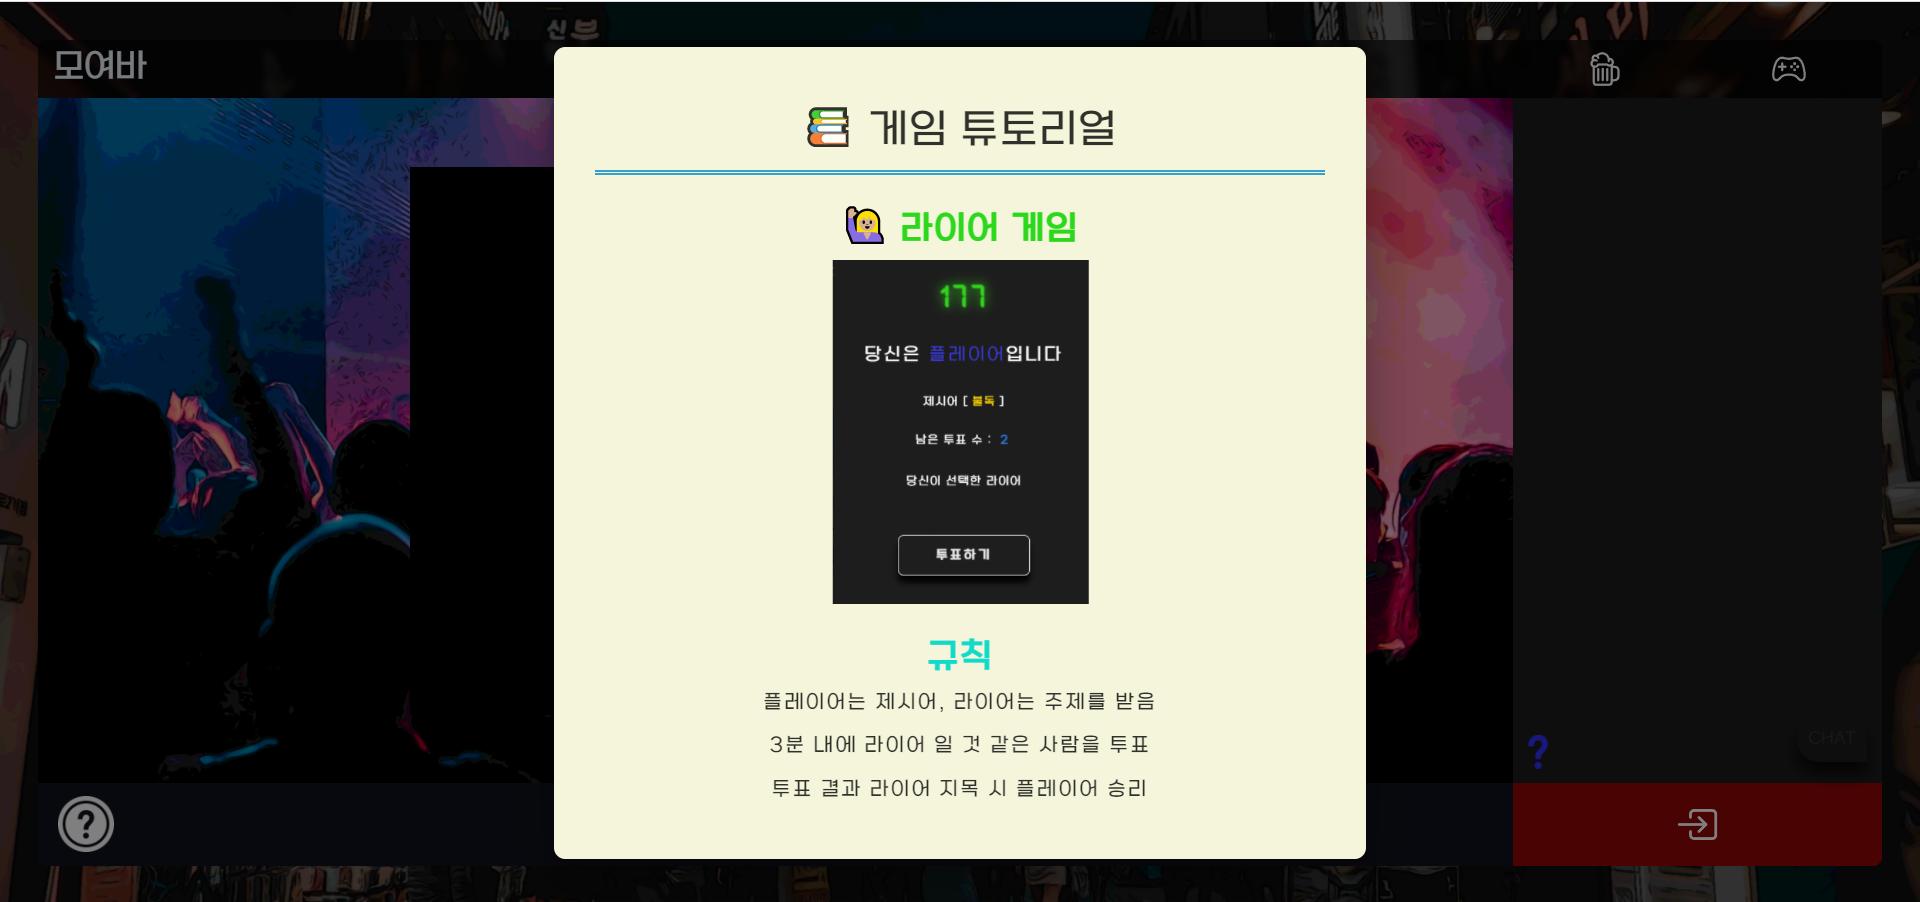 신브
모여바
게임 튜토리얼
라이어 게임
177
당신은 플레이어입니다
제시어 [ 불독 ]
남은 투표 수 : 2
당신이 선택한 라이어
투표하기
규칙
플레이어는 제시어, 라이어는 주제를 받음
3분 내에 라이어 일 것 같은 사람을 투표
투표 결과 라이어 지목 시 플레이어 승리
?
CHAT
?